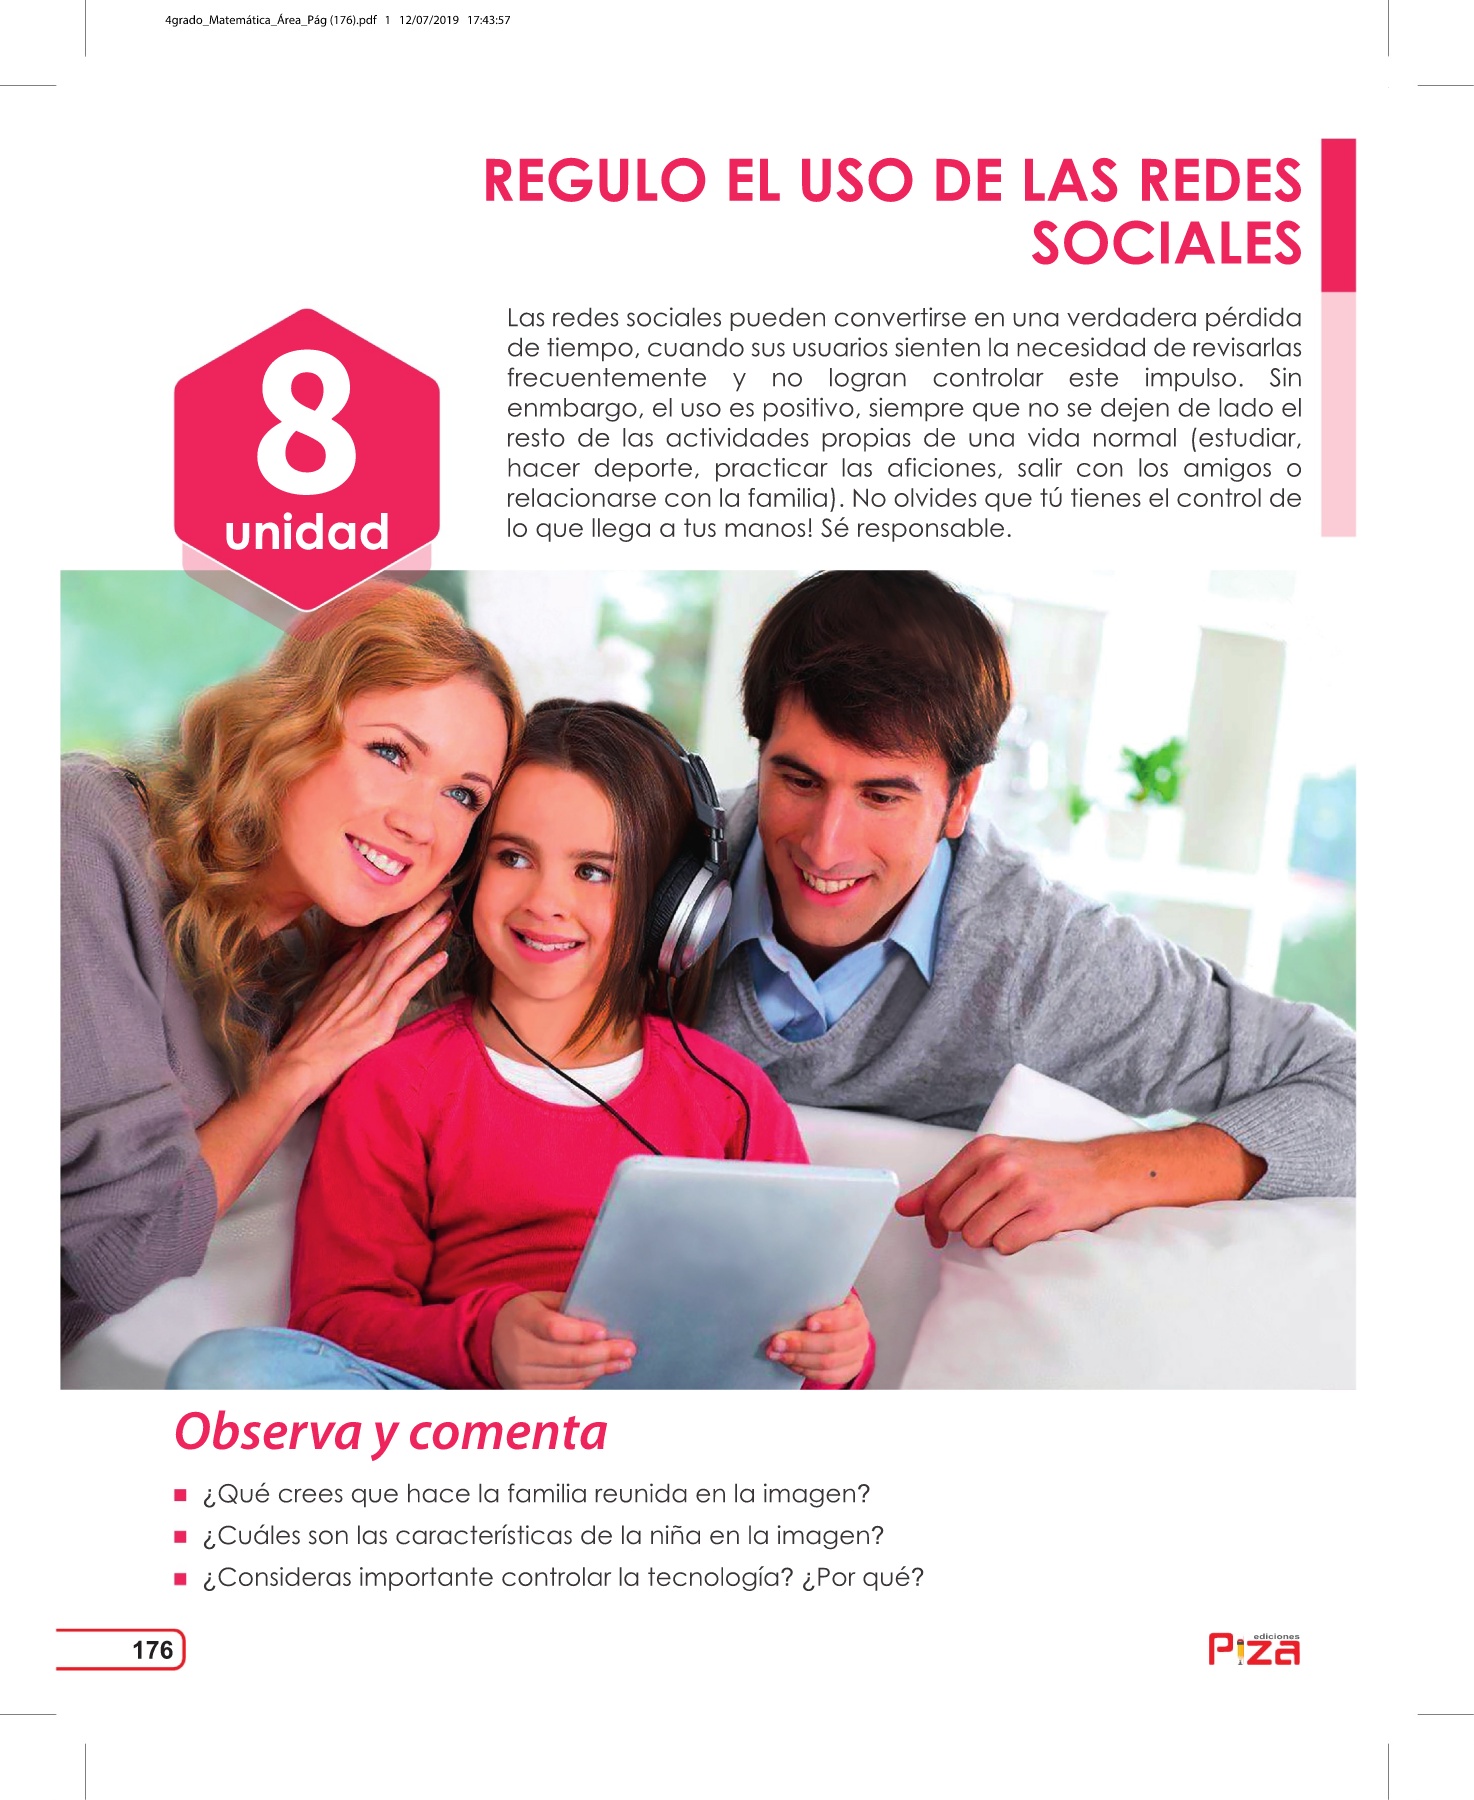 4grado_Matemática_Área_Pág (176).pdf 1 12/07/2019 17:43:57
REGULO EL USO DE LAS REDES
SOCIALES
8
unidad
Las redes sociales pueden convertirse en una verdadera pérdida
de tiempo, cuando sus usuarios sienten la necesidad de revisarlas
frecuentemente y no logran controlar este impulso. Sin
enmbargo, el uso es positivo, siempre que no se dejen de lado el
resto de las actividades propias de una vida normal (estudiar,
hacer deporte, practicar las aficiones, salir con los amigos o
relacionarse con la familia). No olvides que tú tienes el control de
lo que llega a tus manos! Sé responsable.
Observa y comenta
¿Qué crees que hace la familia reunida en la imagen?
¿Cuáles son las características de la niña en la imagen?
¿Consideras importante controlar la tecnología? ¿Por qué?
176
ediciones
Piza